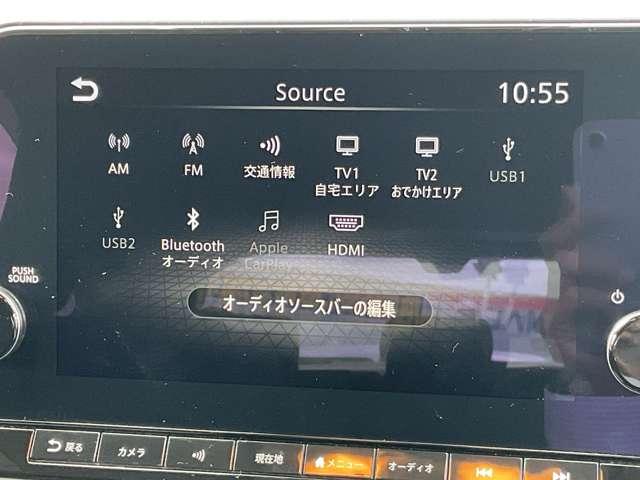 Source
10:55
AM
FM
交通情報
TV1
自宅エリア
TV2
おでかけエリア
USB1
USB2
Bluetooth
オーディオ
Apple
CarPlay
HDMI
オーディオソースバーの編集
PUSH
SOUND
戻る
カメラ
現在地
メニュー
オーディオ